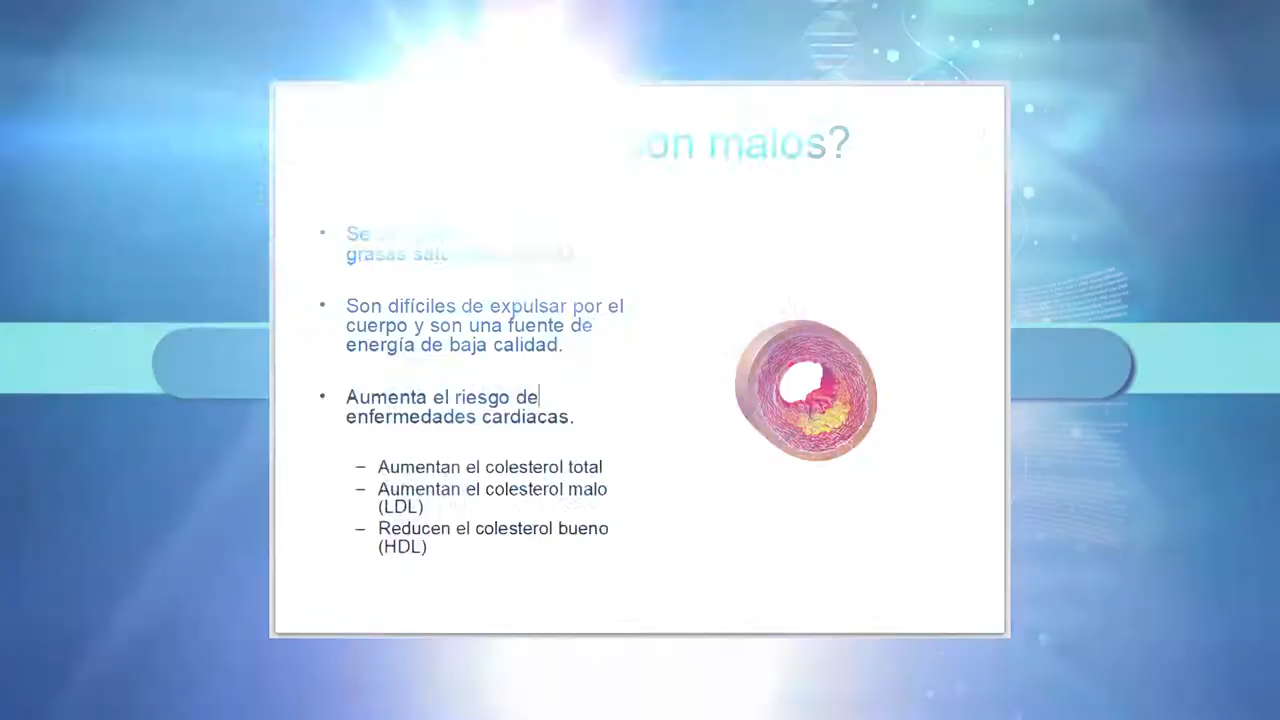 son malos?
Se
grasas
Son difíciles de expulsar por el
cuerpo y son una fuente de
energía de baja calidad.
Aumenta el riesgo de
enfermedades cardiacas.
– Aumentan el colesterol total
– Aumentan el colesterol malo
(LDL)
– Reducen el colesterol bueno
(HDL)